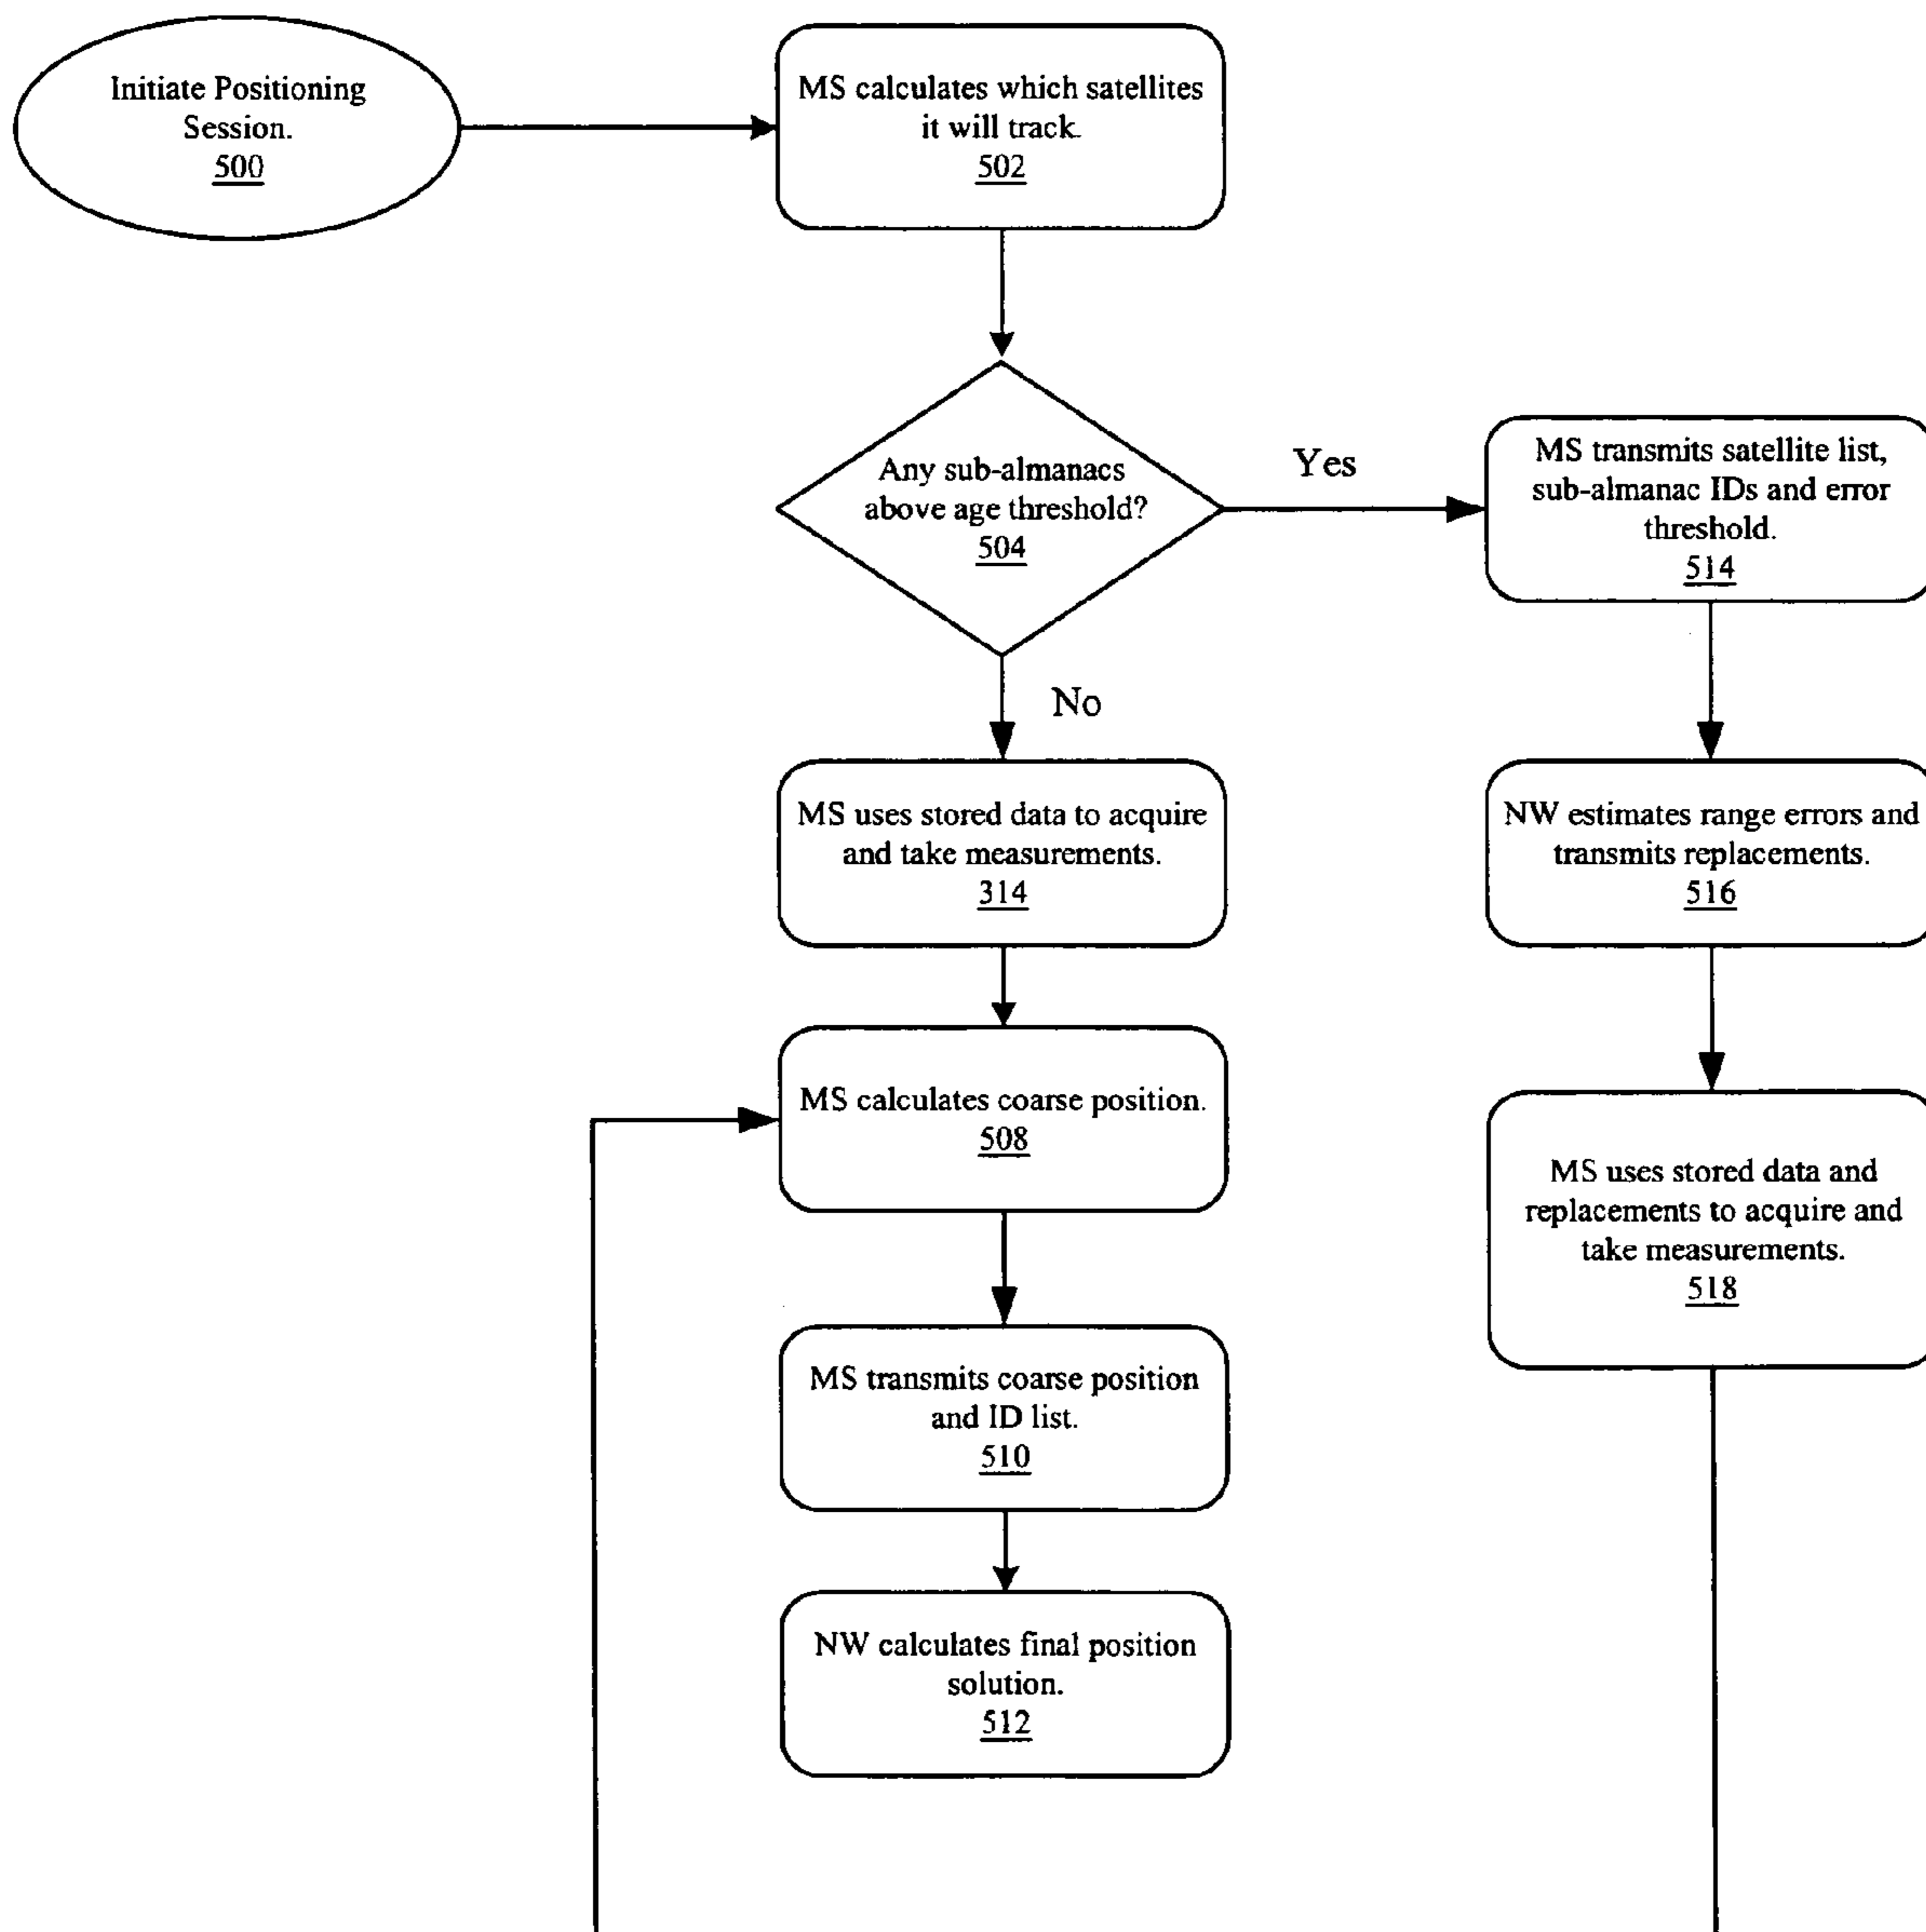 Initiate Positioning
Session.
500
MS calculates which satellites
it will track.
502
Any sub-almanacs
above age threshold?
504
Yes
MS transmits satellite list,
sub-almanac IDs and error
threshold.
514
No
MS uses stored data to acquire
and take measurements.
314
NW estimates range errors and
transmits replacements.
516
MS calculates coarse position.
508
MS uses stored data and
replacements to acquire and
take measurements.
518
MS transmits coarse position
and ID list.
510
NW calculates final position
solution.
512